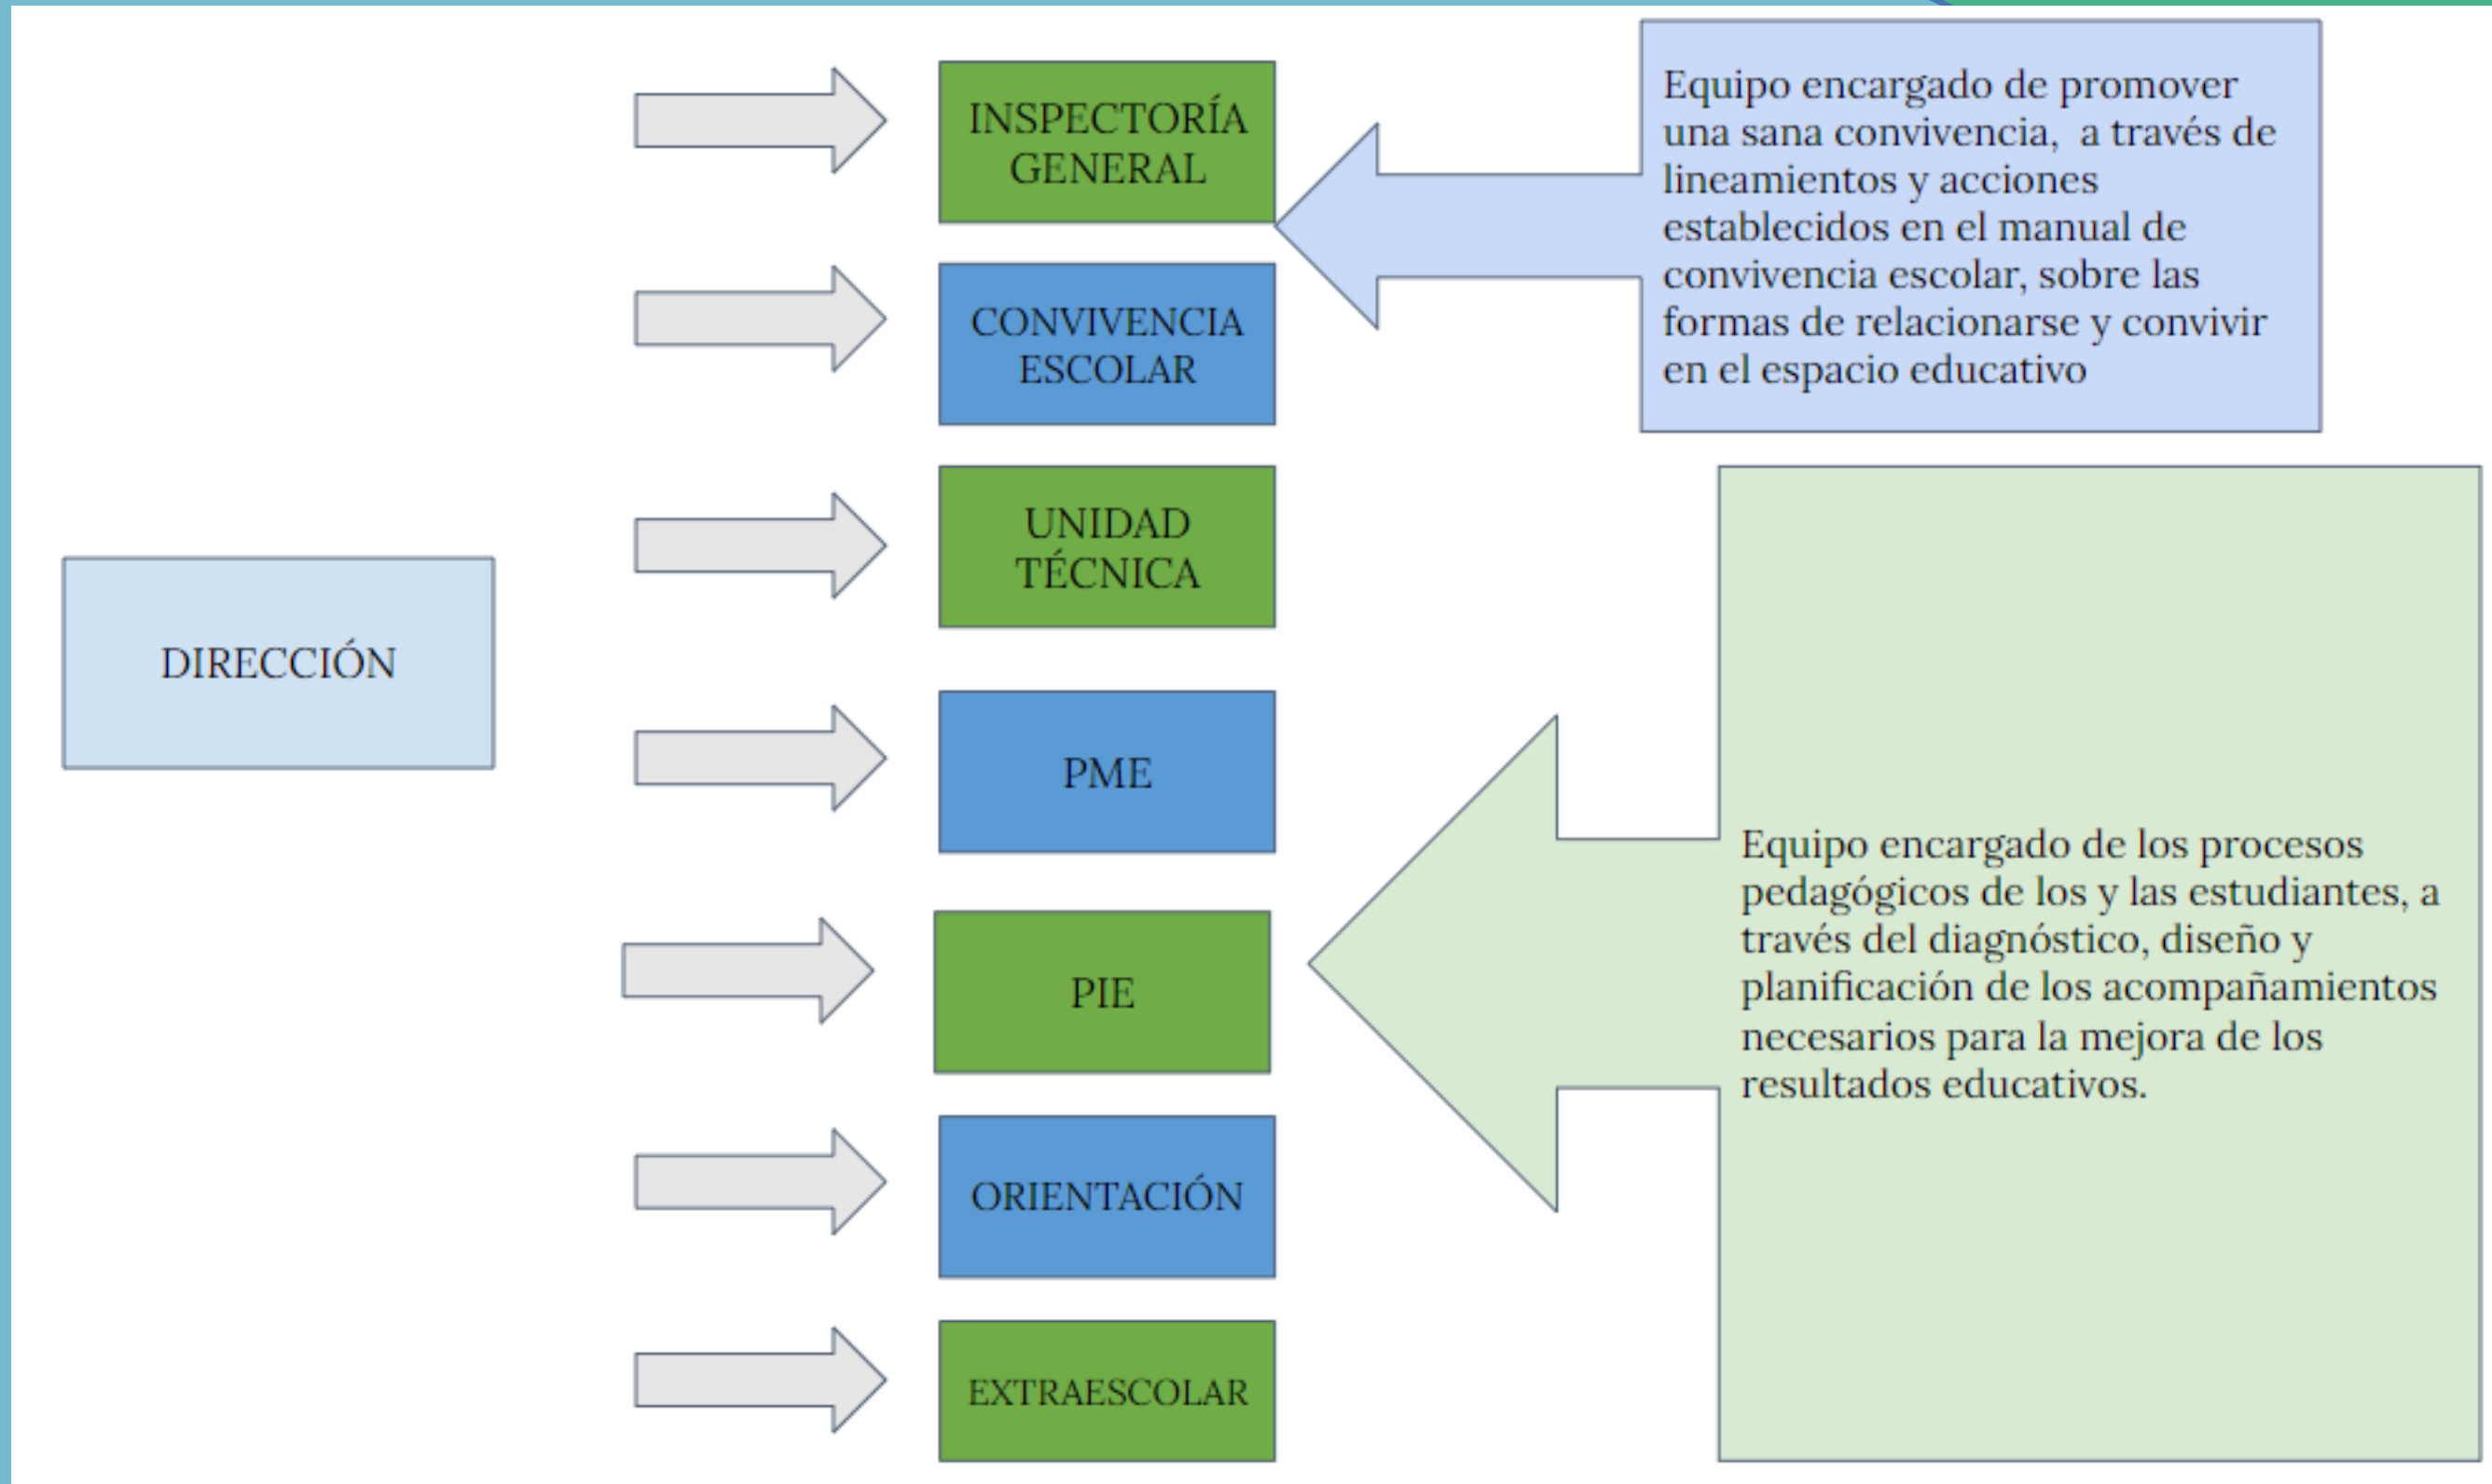 DIRECCIÓN
INSPECTORÍA
GENERAL
CONVIVENCIA
ESCOLAR
UNIDAD
TÉCNICA
PME
PIE
ORIENTACIÓN
EXTRAESCOLAR
Equipo encargado de promover
una sana convivencia, a través de
lineamientos y acciones
establecidos en el manual de
convivencia escolar, sobre las
formas de relacionarse y convivir
en el espacio educativo
Equipo encargado de los procesos
pedagógicos de los y las estudiantes, a
través del diagnóstico, diseño y
planificación de los acompañamientos
necesarios para la mejora de los
resultados educativos.